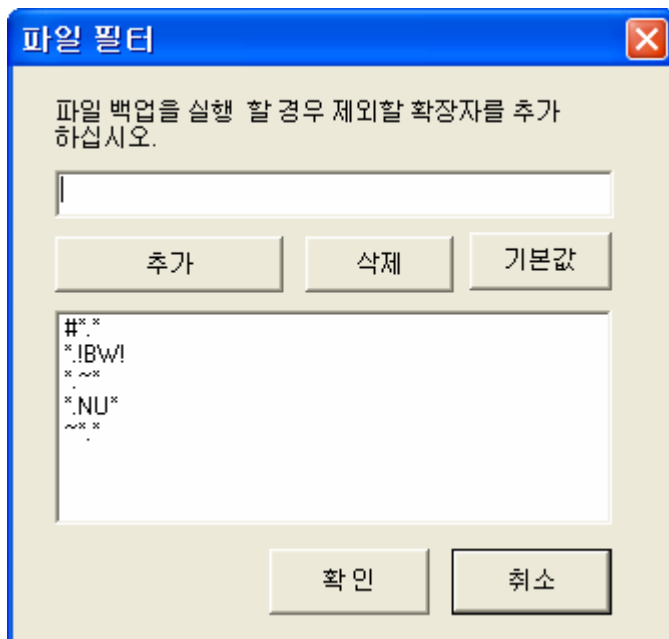 파일 필터
파일 백업을 실행 할 경우 제외할 확장자를 추가
하십시오.
추가 삭제 기본값
#*.*
*.!BW!
*.~*
*.NU*
~*.*
확인 취소